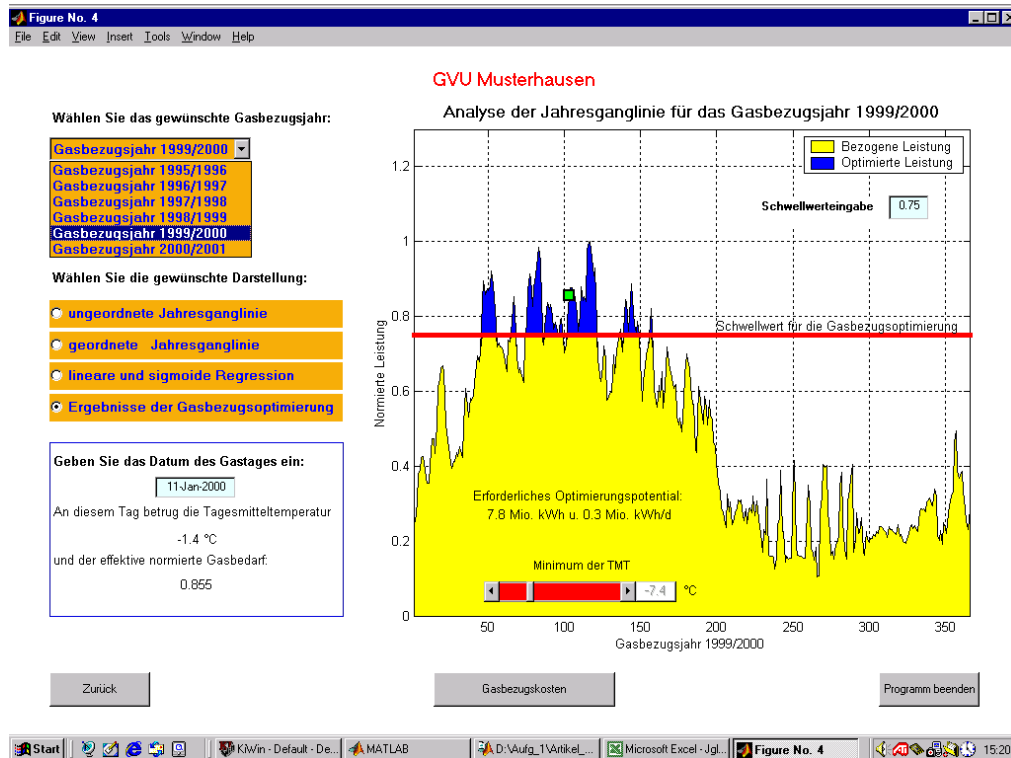 Figure No. 4
File Edit View Insert Tools Window Help
GVU Musterhausen
Wählen Sie das gewünschte Gasbezugsjahr:
Gasbezugsjahr 1999/2000
Gasbezugsjahr 1995/1996
Gasbezugsjahr 1996/1997
Gasbezugsjahr 1997/1998
Gasbezugsjahr 1998/1999
Gasbezugsjahr 1999/2000
Gasbezugsjahr 2000/2001
Wählen Sie die gewünschte Darstellung:
ungeordnete Jahresganglinie
geordnete Jahresganglinie
lineare und sigmoide Regression
Ergebnisse der Gasbezugsoptimierung
Geben Sie das Datum des Gastages ein:
11-Jan-2000
An diesem Tag betrug die Tagesmitteltemperatur
-1.4 °C
und der effektive normierte Gasbedarf:
0.855
Analyse der Jahresganglinie für das Gasbezugsjahr 1999/2000
Bezogene Leistung
Optimierte Leistung
Schwellwerteingabe 0.75
Schwellwert für die Gasbezugsoptimierung
Normierte Leistung
1.2
1
0.8
0.6
0.4
0.2
0
Erforderliches Optimierungspotential:
7.8 Mio. kWh u. 0.3 Mio. kWh/d
Minimum der TMT
-7.4 °C
50 100 150 200 250 300 350
Gasbezugsjahr 1999/2000
Zurück
Gasbezugskosten
Programm beenden
Start
KiWin - Default - De...
MATLAB
D:\Aufg_1\Artikel_...
Microsoft Excel - Jgl...
Figure No. 4
15:20